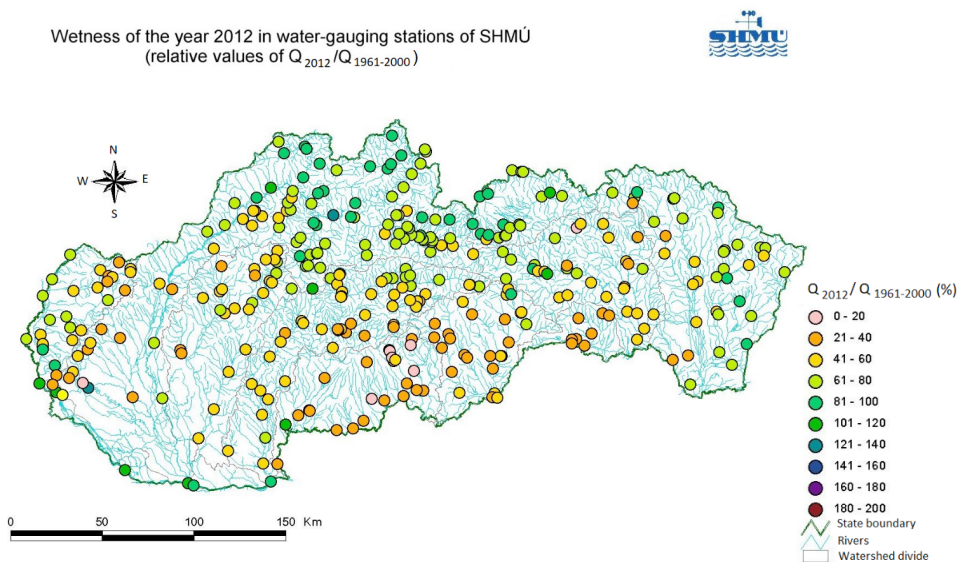 Wetness of the year 2012 in water-gauging stations of SHMÚ
(relative values of Q2012/Q1961-2000)
SHMÚ
N
W E
S
Q2012/ Q1961-2000 (%)
0 - 20
21 - 40
41 - 60
61 - 80
81 - 100
101 - 120
121 - 140
141 - 160
160 - 180
180 - 200
State boundary
Rivers
Watershed divide
0 50 100 150 Km